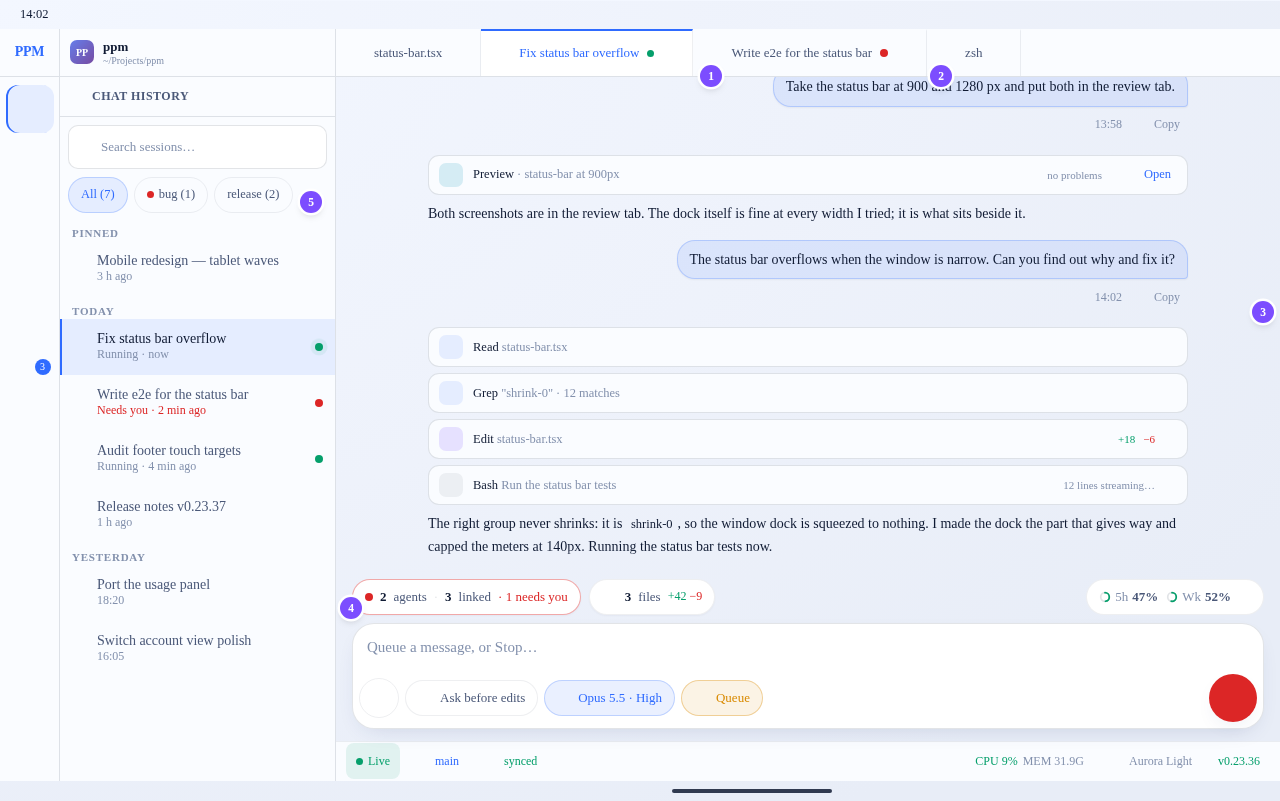 14:02
PPM
PP
ppm
~/Projects/ppm
status-bar.tsx
Fix status bar overflow
Write e2e for the status bar
zsh
1
2
CHAT HISTORY
Search sessions…
All (7)
bug (1)
release (2)
5
PINNED
Mobile redesign — tablet waves
3 h ago
TODAY
Fix status bar overflow
Running · now
3
Write e2e for the status bar
Needs you · 2 min ago
Audit footer touch targets
Running · 4 min ago
Release notes v0.23.37
1 h ago
YESTERDAY
Port the usage panel
18:20
Switch account view polish
16:05
Take the status bar at 900 and 1280 px and put both in the review tab.
13:58
Copy
Preview · status-bar at 900px
no problems
Open
Both screenshots are in the review tab. The dock itself is fine at every width I tried; it is what sits beside it.
The status bar overflows when the window is narrow. Can you find out why and fix it?
14:02
Copy
3
Read status-bar.tsx
Grep "shrink-0" · 12 matches
Edit status-bar.tsx
+18 −6
Bash Run the status bar tests
12 lines streaming…
The right group never shrinks: it is shrink-0 , so the window dock is squeezed to nothing. I made the dock the part that gives way and
capped the meters at 140px. Running the status bar tests now.
4
2 agents · 3 linked · 1 needs you
3 files +42 −9
5h 47% Wk 52%
Queue a message, or Stop…
Ask before edits
Opus 5.5 · High
Queue
Live
main
synced
CPU 9% MEM 31.9G
Aurora Light
v0.23.36